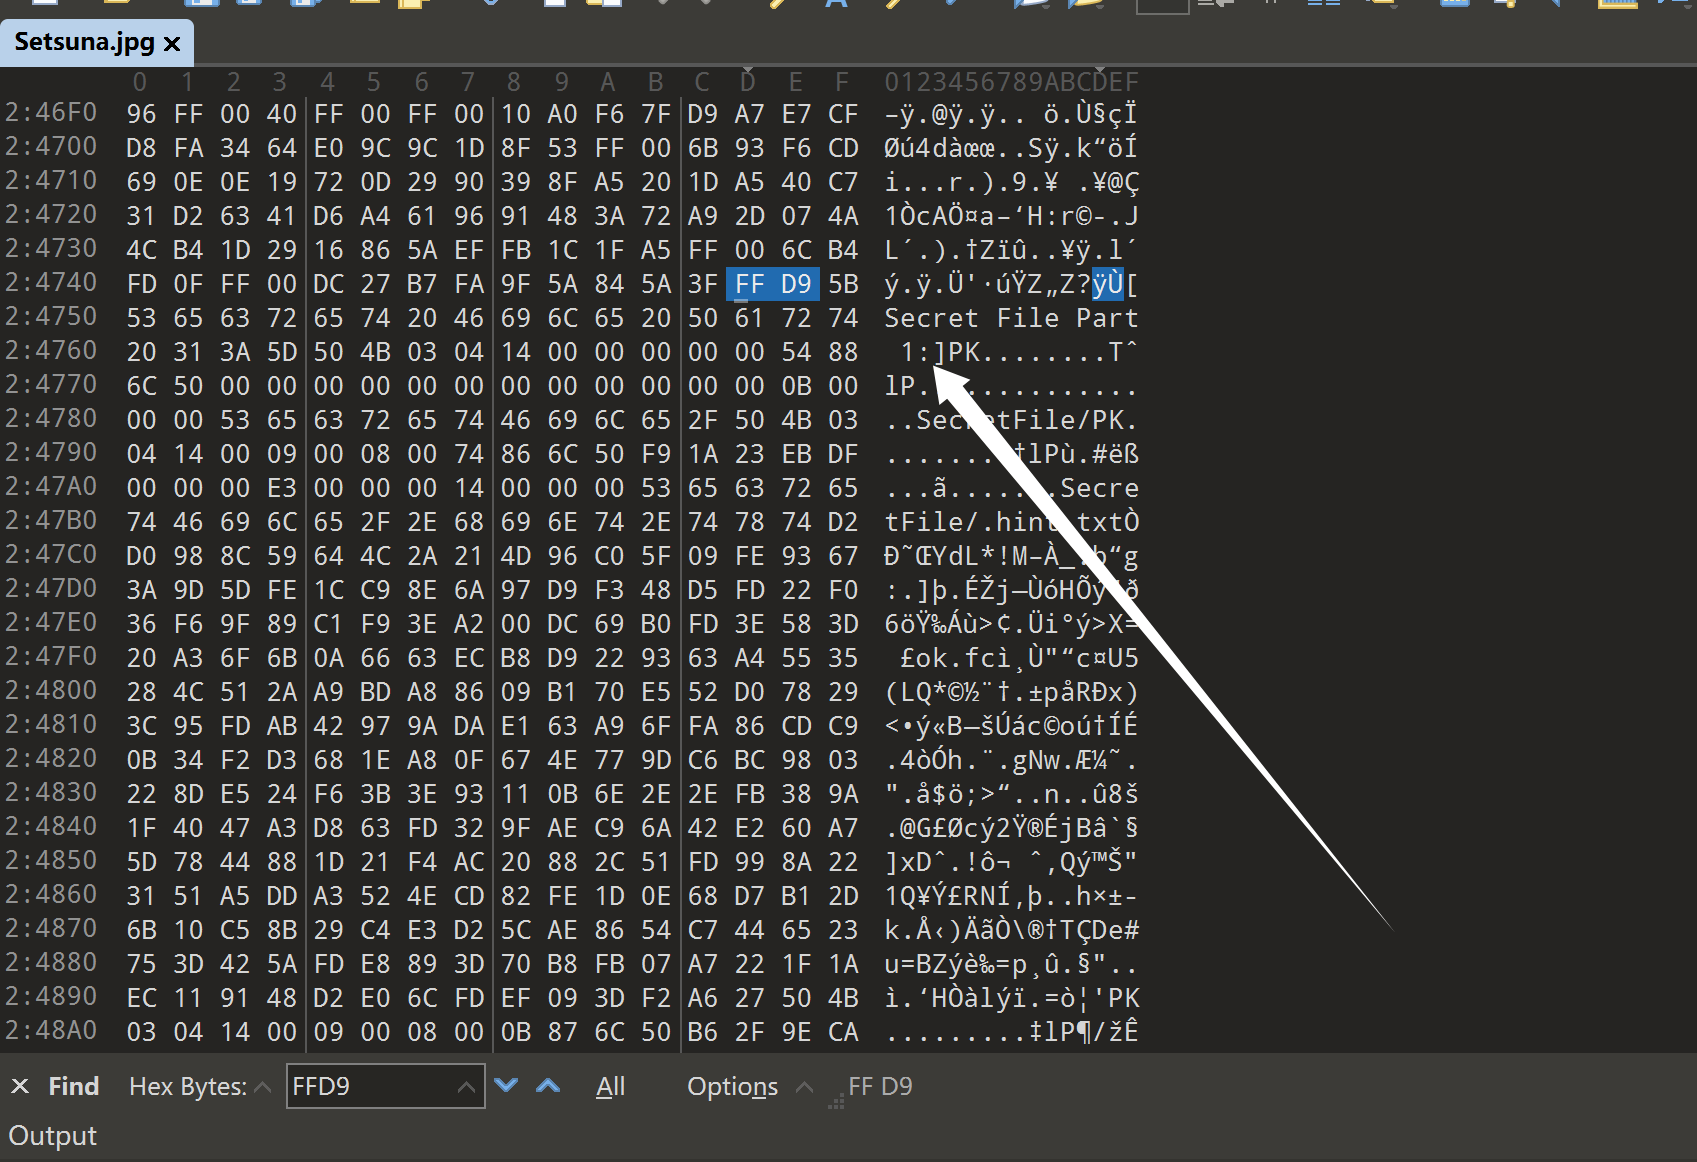 Setsuna.jpg
0 1 2 3 4 5 6 7 8 9 A B C D E F 0123456789ABCDEF
2:46F0 96 FF 00 40 FF 00 FF 00 10 A0 F6 7F D9 A7 E7 CF –ÿ.@ÿ.ÿ.. ö.Ù§çÏ
2:4700 D8 FA 34 64 E0 9C 9C 1D 8F 53 FF 00 6B 93 F6 CD Øú4dàœœ..Sÿ.k“öÍ
2:4710 69 0E 0E 19 72 0D 29 90 39 8F A5 20 1D A5 40 C7 i...r.).9.¥ .¥@Ç
2:4720 31 D2 63 41 D6 A4 61 96 91 48 3A 72 A9 2D 07 4A 1ÒcAÖ¤a–‘H:r©-.J
2:4730 4C B4 1D 29 16 86 5A EF FB 1C 1F A5 FF 00 6C B4 L´.).†Zïû..¥ÿ.l´
2:4740 FD 0F FF 00 DC 27 B7 FA 9F 5A 84 5A 3F FF D9 5B ý.ÿ.Ü'·úŸZ„Z?ÿÙ[
2:4750 53 65 63 72 65 74 20 46 69 6C 65 20 50 61 72 74 Secret File Part
2:4760 20 31 3A 5D 50 4B 03 04 14 00 00 00 00 00 54 88 1:]PK........Tˆ
2:4770 6C 50 00 00 00 00 00 00 00 00 00 00 00 00 0B 00 lP..............
2:4780 00 00 53 65 63 72 65 74 46 69 6C 65 2F 50 4B 03 ..SecretFile/PK.
2:4790 04 14 00 09 00 08 00 74 86 6C 50 F9 1A 23 EB DF .......t†lPù.#ëß
2:47A0 00 00 00 E3 00 00 00 14 00 00 00 53 65 63 72 65 ...ã.......Secre
2:47B0 74 46 69 6C 65 2F 2E 68 69 6E 74 2E 74 78 74 D2 tFile/.hint.txtÒ
2:47C0 D0 98 8C 59 64 4C 2A 21 4D 96 C0 5F 09 FE 93 67 Ð˜ŒYdL*!M–À_.þ“g
2:47D0 3A 9D 5D FE 1C C9 8E 6A 97 D9 F3 48 D5 FD 22 F0 :.]þ.ÉŽj—ÙóHÕý"ð
2:47E0 36 F6 9F 89 C1 F9 3E A2 00 DC 69 B0 FD 3E 58 3D 6öŸ‰Áù>¢.Üi°ý>X=
2:47F0 20 A3 6F 6B 0A 66 63 EC B8 D9 22 93 63 A4 55 35 £ok.fcì¸Ù"“c¤U5
2:4800 28 4C 51 2A A9 BD A8 86 09 B1 70 E5 52 D0 78 29 (LQ*©½¨†.±påRÐx)
2:4810 3C 95 FD AB 42 97 9A DA E1 63 A9 6F FA 86 CD C9 <•ý«B—šÚác©oú†ÍÉ
2:4820 0B 34 F2 D3 68 1E A8 0F 67 4E 77 9D C6 BC 98 03 .4òÓh.¨.gNw.Æ¼˜.
2:4830 22 8D E5 24 F6 3B 3E 93 11 0B 6E 2E 2E FB 38 9A ".å$ö;>“..n..û8š
2:4840 1F 40 47 A3 D8 63 FD 32 9F AE C9 6A 42 E2 60 A7 .@G£Øcý2Ÿ®ÉjBâ`§
2:4850 5D 78 44 88 1D 21 F4 AC 20 88 2C 51 FD 99 8A 22 ]xDˆ.!ô¬ ˆ,Qý™Š"
2:4860 31 51 A5 DD A3 52 4E CD 82 FE 1D 0E 68 D7 B1 2D 1Q¥Ý£RNÍ‚þ..h×±-
2:4870 6B 10 C5 8B 29 C4 E3 D2 5C AE 86 54 C7 44 65 23 k.Å‹)ÄãÒ\®†TÇDe#
2:4880 75 3D 42 5A FD E8 89 3D 70 B8 FB 07 A7 22 1F 1A u=BZýè‰=p¸û.§"..
2:4890 EC 11 91 48 D2 E0 6C FD EF 09 3D F2 A6 27 50 4B ì.‘HÒàlýï.=ò¦'PK
2:48A0 03 04 14 00 09 00 08 00 0B 87 6C 50 B6 2F 9E CA .........‡lP¶/žÊ
Find Hex Bytes: FFD9 All Options FF D9
Output